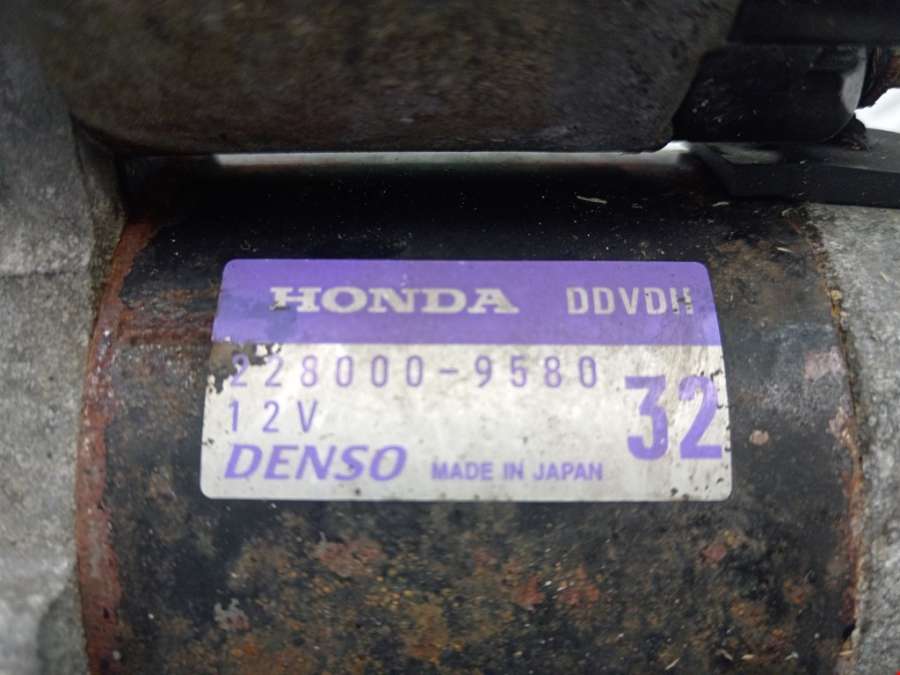 HONDA DDVDH
228000-9580
12V
32
DENSO MADE IN JAPAN